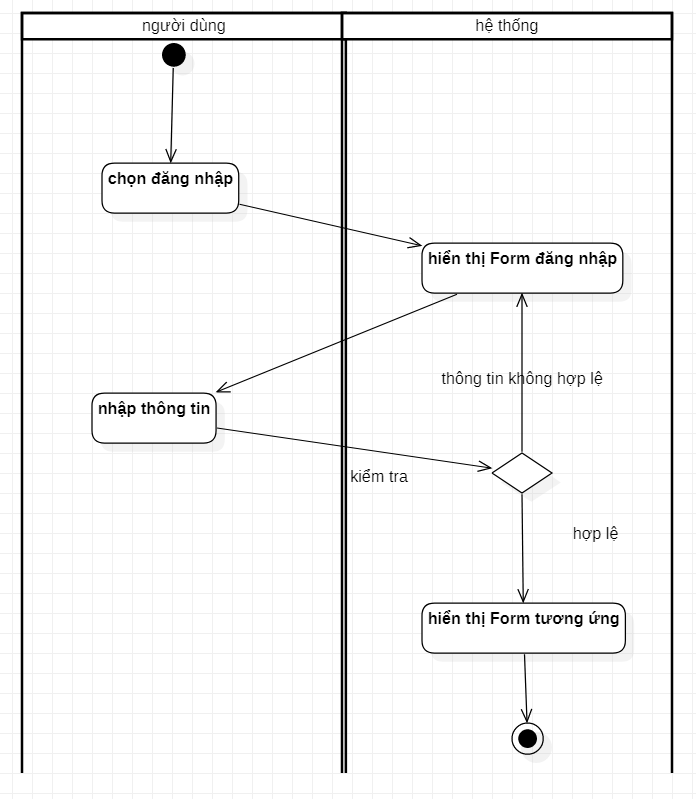 người dùng
hệ thống
chọn đăng nhập
hiển thị Form đăng nhập
thông tin không hợp lệ
nhập thông tin
kiểm tra
hợp lệ
hiển thị Form tương ứng